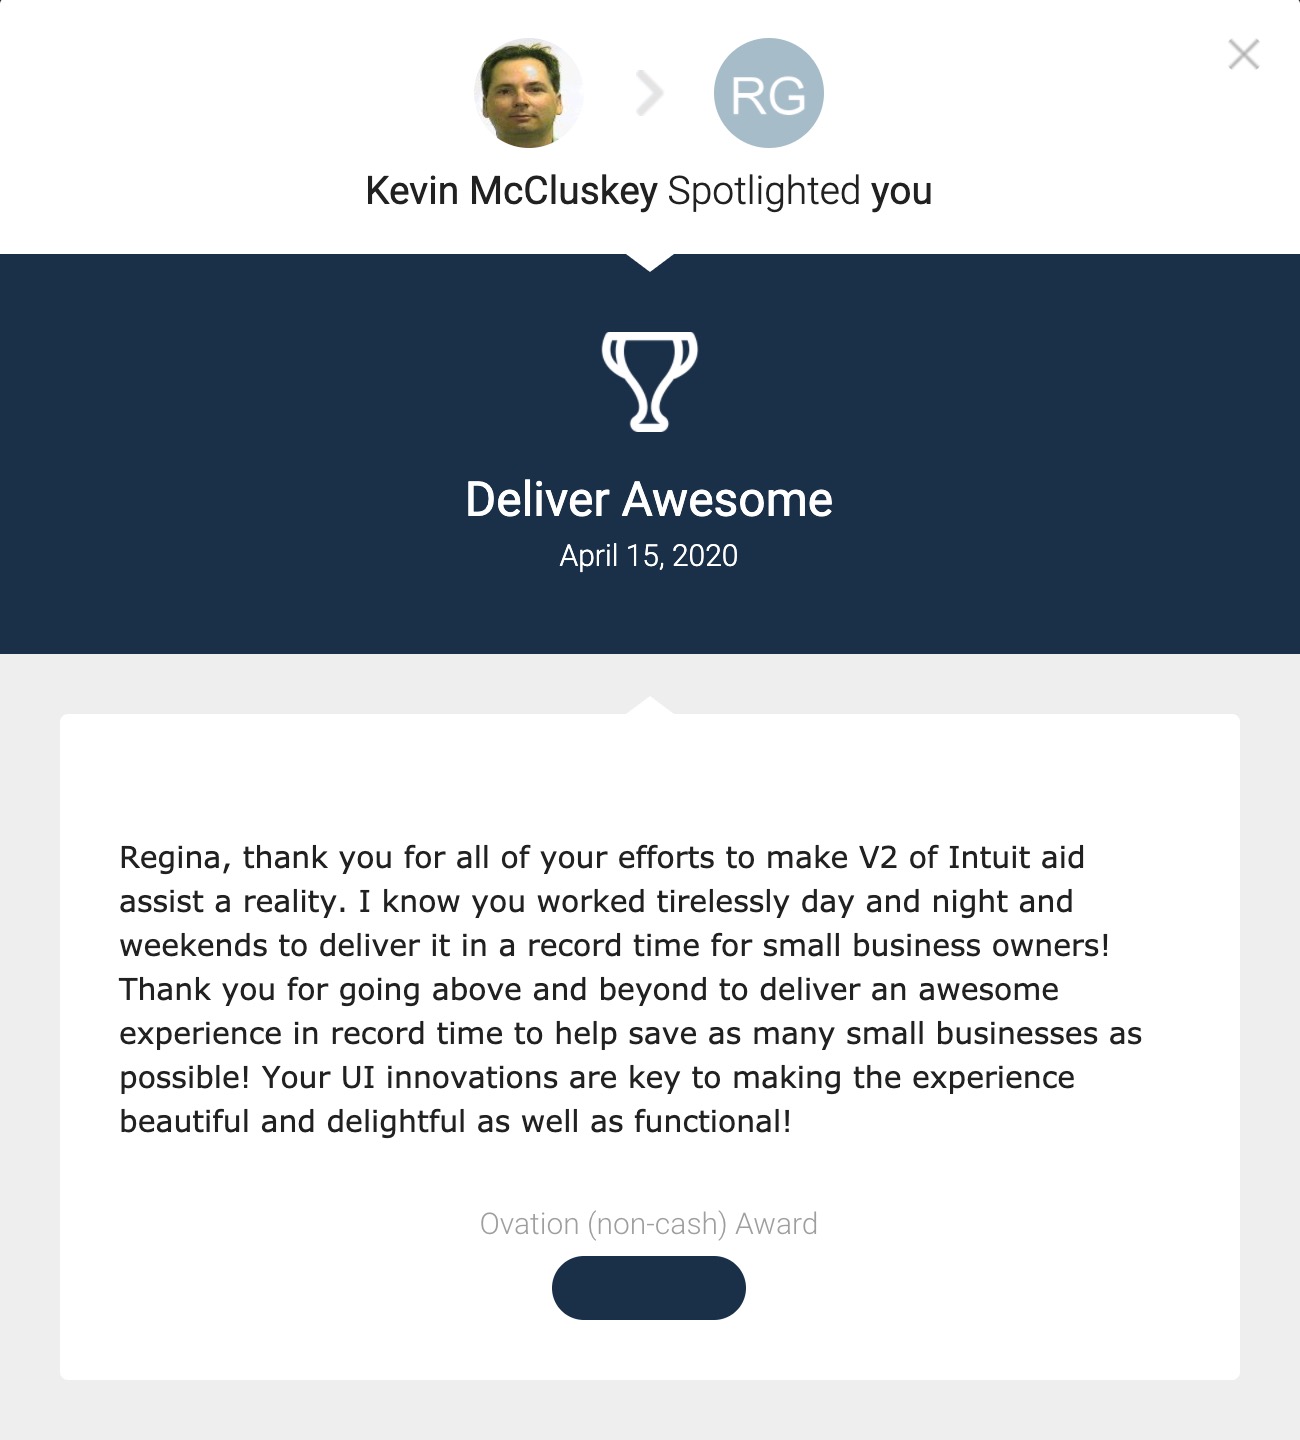 RG
Kevin McCluskey Spotlighted you
Deliver Awesome
April 15, 2020
Regina, thank you for all of your efforts to make V2 of Intuit aid
assist a reality. I know you worked tirelessly day and night and
weekends to deliver it in a record time for small business owners!
Thank you for going above and beyond to deliver an awesome
experience in record time to help save as many small businesses as
possible! Your UI innovations are key to making the experience
beautiful and delightful as well as functional!
Ovation (non-cash) Award